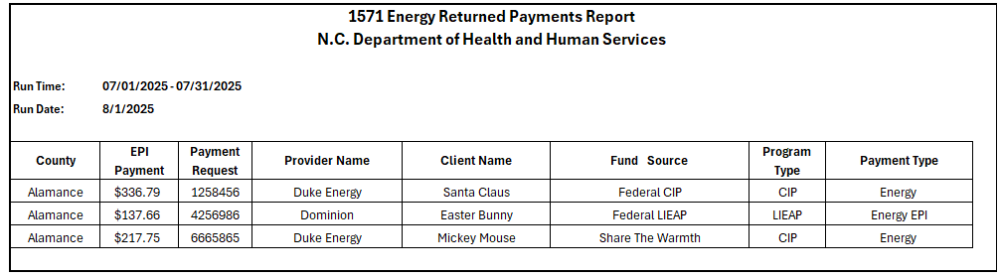 1571 Energy Returned Payments Report
N.C. Department of Health and Human Services
Run Time: 07/01/2025 - 07/31/2025
Run Date: 8/1/2025
County EPI Payment Payment Request Provider Name Client Name Fund Source Program Type Payment Type
Alamance $336.79 1258456 Duke Energy Santa Claus Federal CIP CIP Energy
Alamance $137.66 4256986 Dominion Easter Bunny Federal LIEAP LIEAP Energy EPI
Alamance $217.75 6665865 Duke Energy Mickey Mouse Share The Warmth CIP Energy